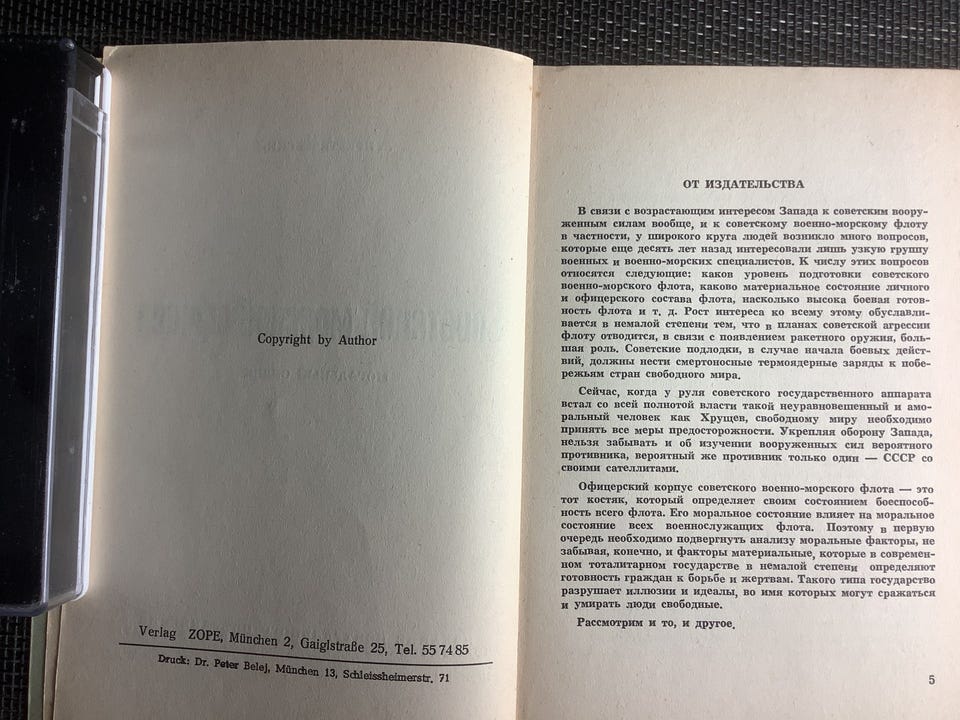 Copyright by Author
Verlag ZOPE, München 2, Gaiglstraße 25, Tel. 55 74 85
Druck: Dr. Peter Belej, München 13, Schleissheimerstr. 71
ОТ ИЗДАТЕЛЬСТВА
В связи с возрастающим интересом Запада к советским воору-
женным силам вообще, и к советскому военно-морскому флоту
в частности, у широкого круга людей возникло много вопросов,
которые еще десять лет назад интересовали лишь узкую группу
военных и военно-морских специалистов. К числу этих вопросов
относятся следующие: каков уровень подготовки советского
военно-морского флота, каково материальное состояние личного
и офицерского состава флота, насколько высока боевая готов-
ность флота и т. д. Рост интереса ко всему этому обуславли-
вается в немалой степени тем, что в планах советской агрессии
флоту отводится, в связи с появлением ракетного оружия, боль-
шая роль. Советские подлодки, в случае начала боевых дейст-
вий, должны нести смертоносные термоядерные заряды к побе-
режьям стран свободного мира.
Сейчас, когда у руля советского государственного аппарата
встал со всей полнотой власти такой неуравновешенный и амо-
ральный человек как Хрущев, свободному миру необходимо
принять все меры предосторожности. Укрепляя оборону Запада,
нельзя забывать и об изучении вооруженных сил вероятного
противника, вероятный же противник только один — СССР со
своими сателлитами.
Офицерский корпус советского военно-морского флота — это
тот костяк, который определяет своим состоянием боеспособ-
ность всего флота. Его моральное состояние влияет на моральное
состояние всех военнослужащих флота. Поэтому в первую
очередь необходимо подвергнуть анализу моральные факторы, не
забывая, конечно, и факторы материальные, которые в современ-
ном тоталитарном государстве в немалой степени определяют
готовность граждан к борьбе и жертвам. Такого типа государство
разрушает иллюзии и идеалы, во имя которых могут сражаться
и умирать люди свободные.
Рассмотрим и то, и другое.
5